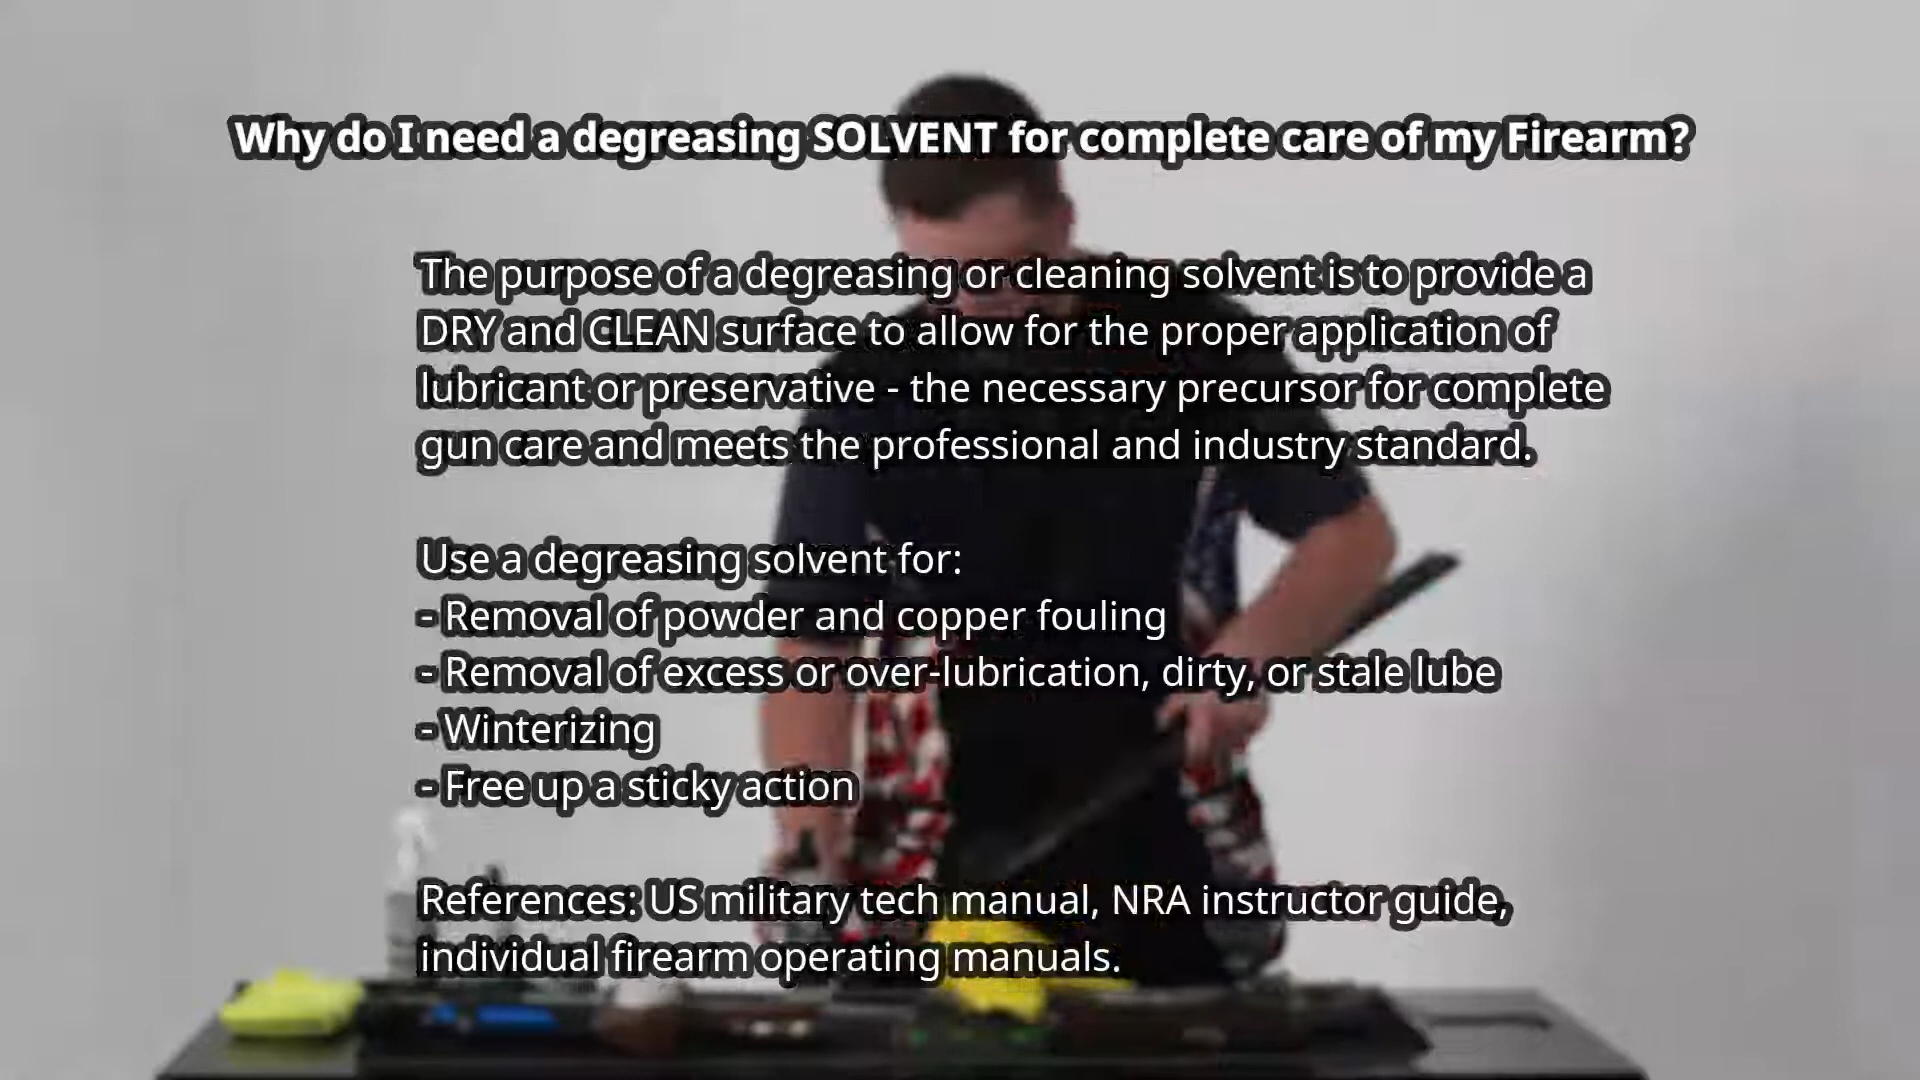 Why do I need a degreasing SOLVENT for complete care of my Firearm?
The purpose of a degreasing or cleaning solvent is to provide a
DRY and CLEAN surface to allow for the proper application of
lubricant or preservative - the necessary precursor for complete
gun care and meets the professional and industry standard.
Use a degreasing solvent for:
- Removal of powder and copper fouling
- Removal of excess or over-lubrication, dirty, or stale lube
- Winterizing
- Free up a sticky action
References: US military tech manual, NRA instructor guide,
individual firearm operating manuals.